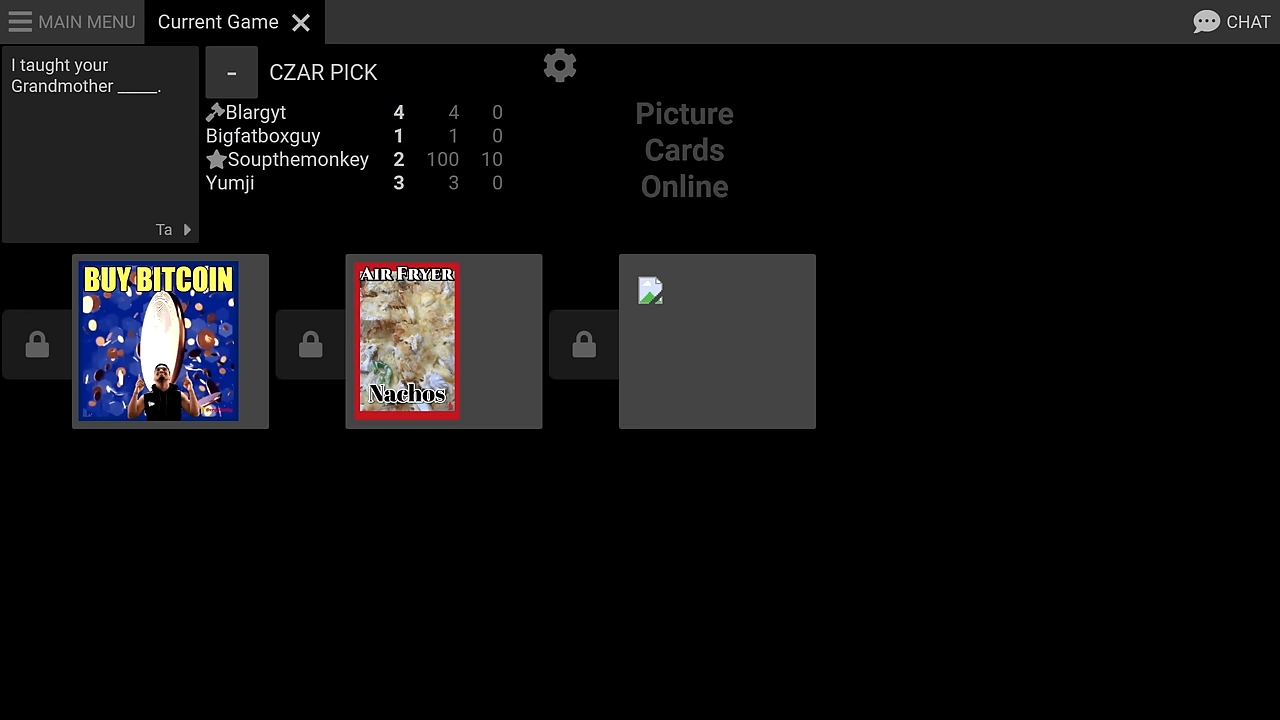 MAIN MENU
Current Game
CHAT
I taught your
Grandmother _____.
Ta
-
CZAR PICK
Blargyt 4 4 0
Bigfatboxguy 1 1 0
Soupthemonkey 2 100 10
Yumji 3 3 0
Picture
Cards
Online
BUY BITCOIN
AIR FRYER
Nachos